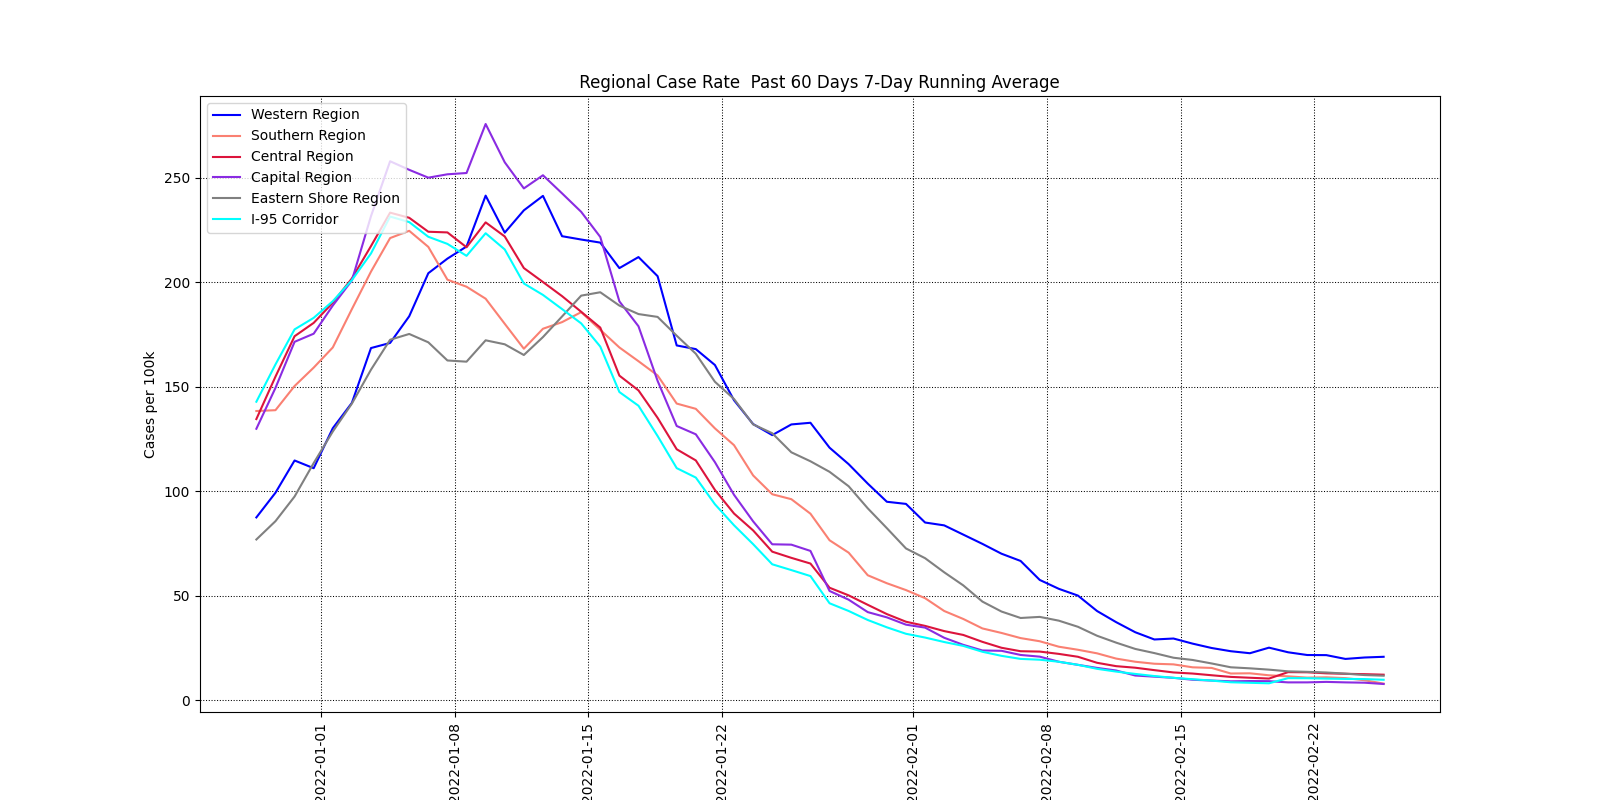 Regional Case Rate  Past 60 Days 7-Day Running Average
Western Region
Southern Region
Central Region
Capital Region
Eastern Shore Region
I-95 Corridor
Cases per 100k
250
200
150
100
50
0
2022-01-01
2022-01-08
2022-01-15
2022-01-22
2022-02-01
2022-02-08
2022-02-15
2022-02-22